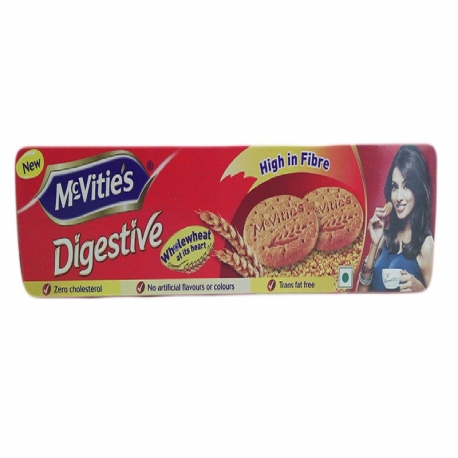 New
McVitie's
Digestive
Wholewheat
at its heart
High in Fibre
McVitie's
McVitie's
Zero cholesterol
No artificial flavours or colours
Trans fat free